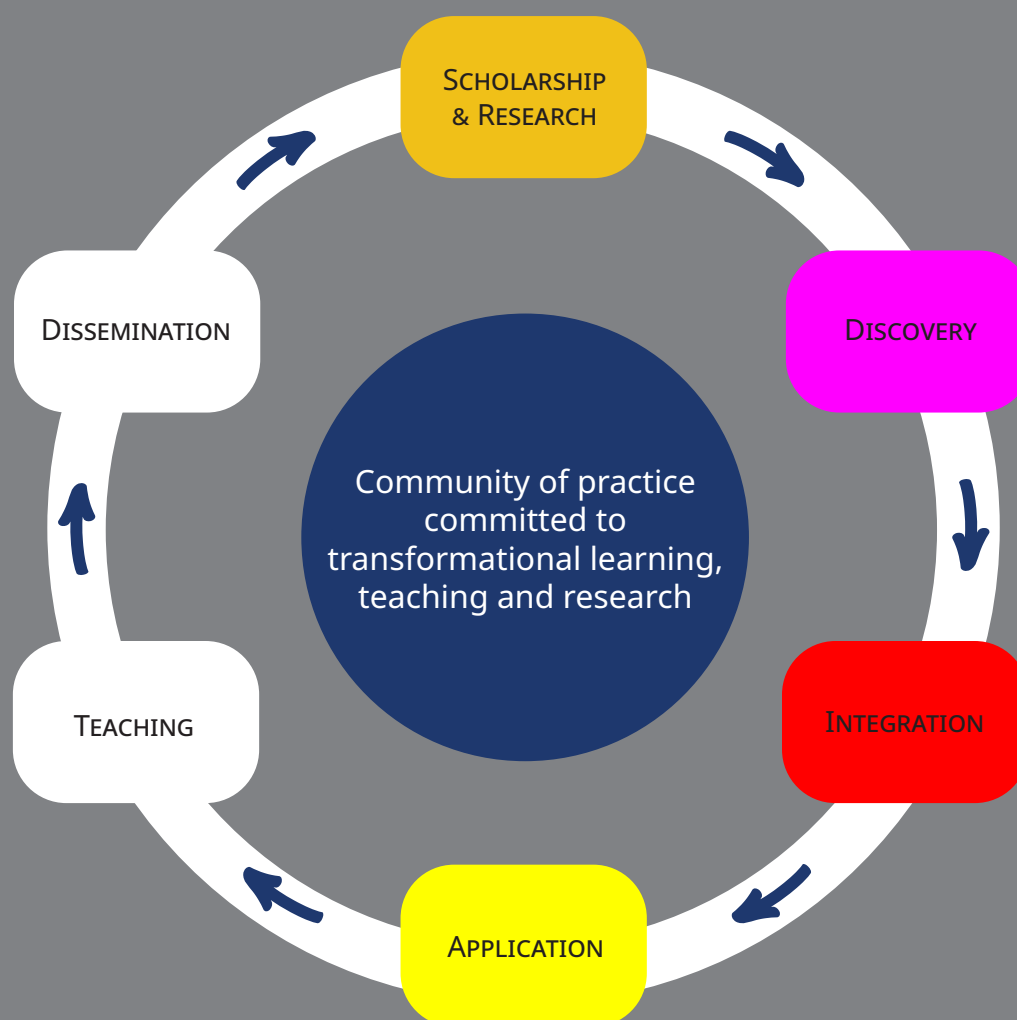 Scholarship
& Research
Discovery
Integration
Application
Teaching
Dissemination
Community of practice
committed to
transformational learning,
teaching and research